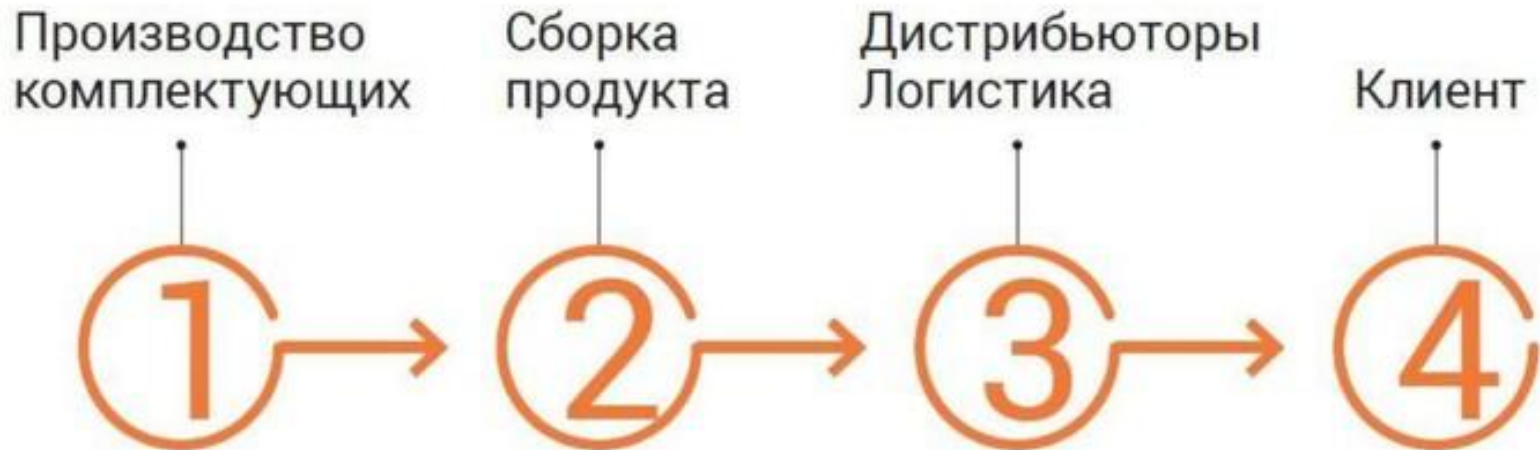 Производство
комплектующих
Сборка
продукта
Дистрибьюторы
Логистика
Клиент
1
2
3
4